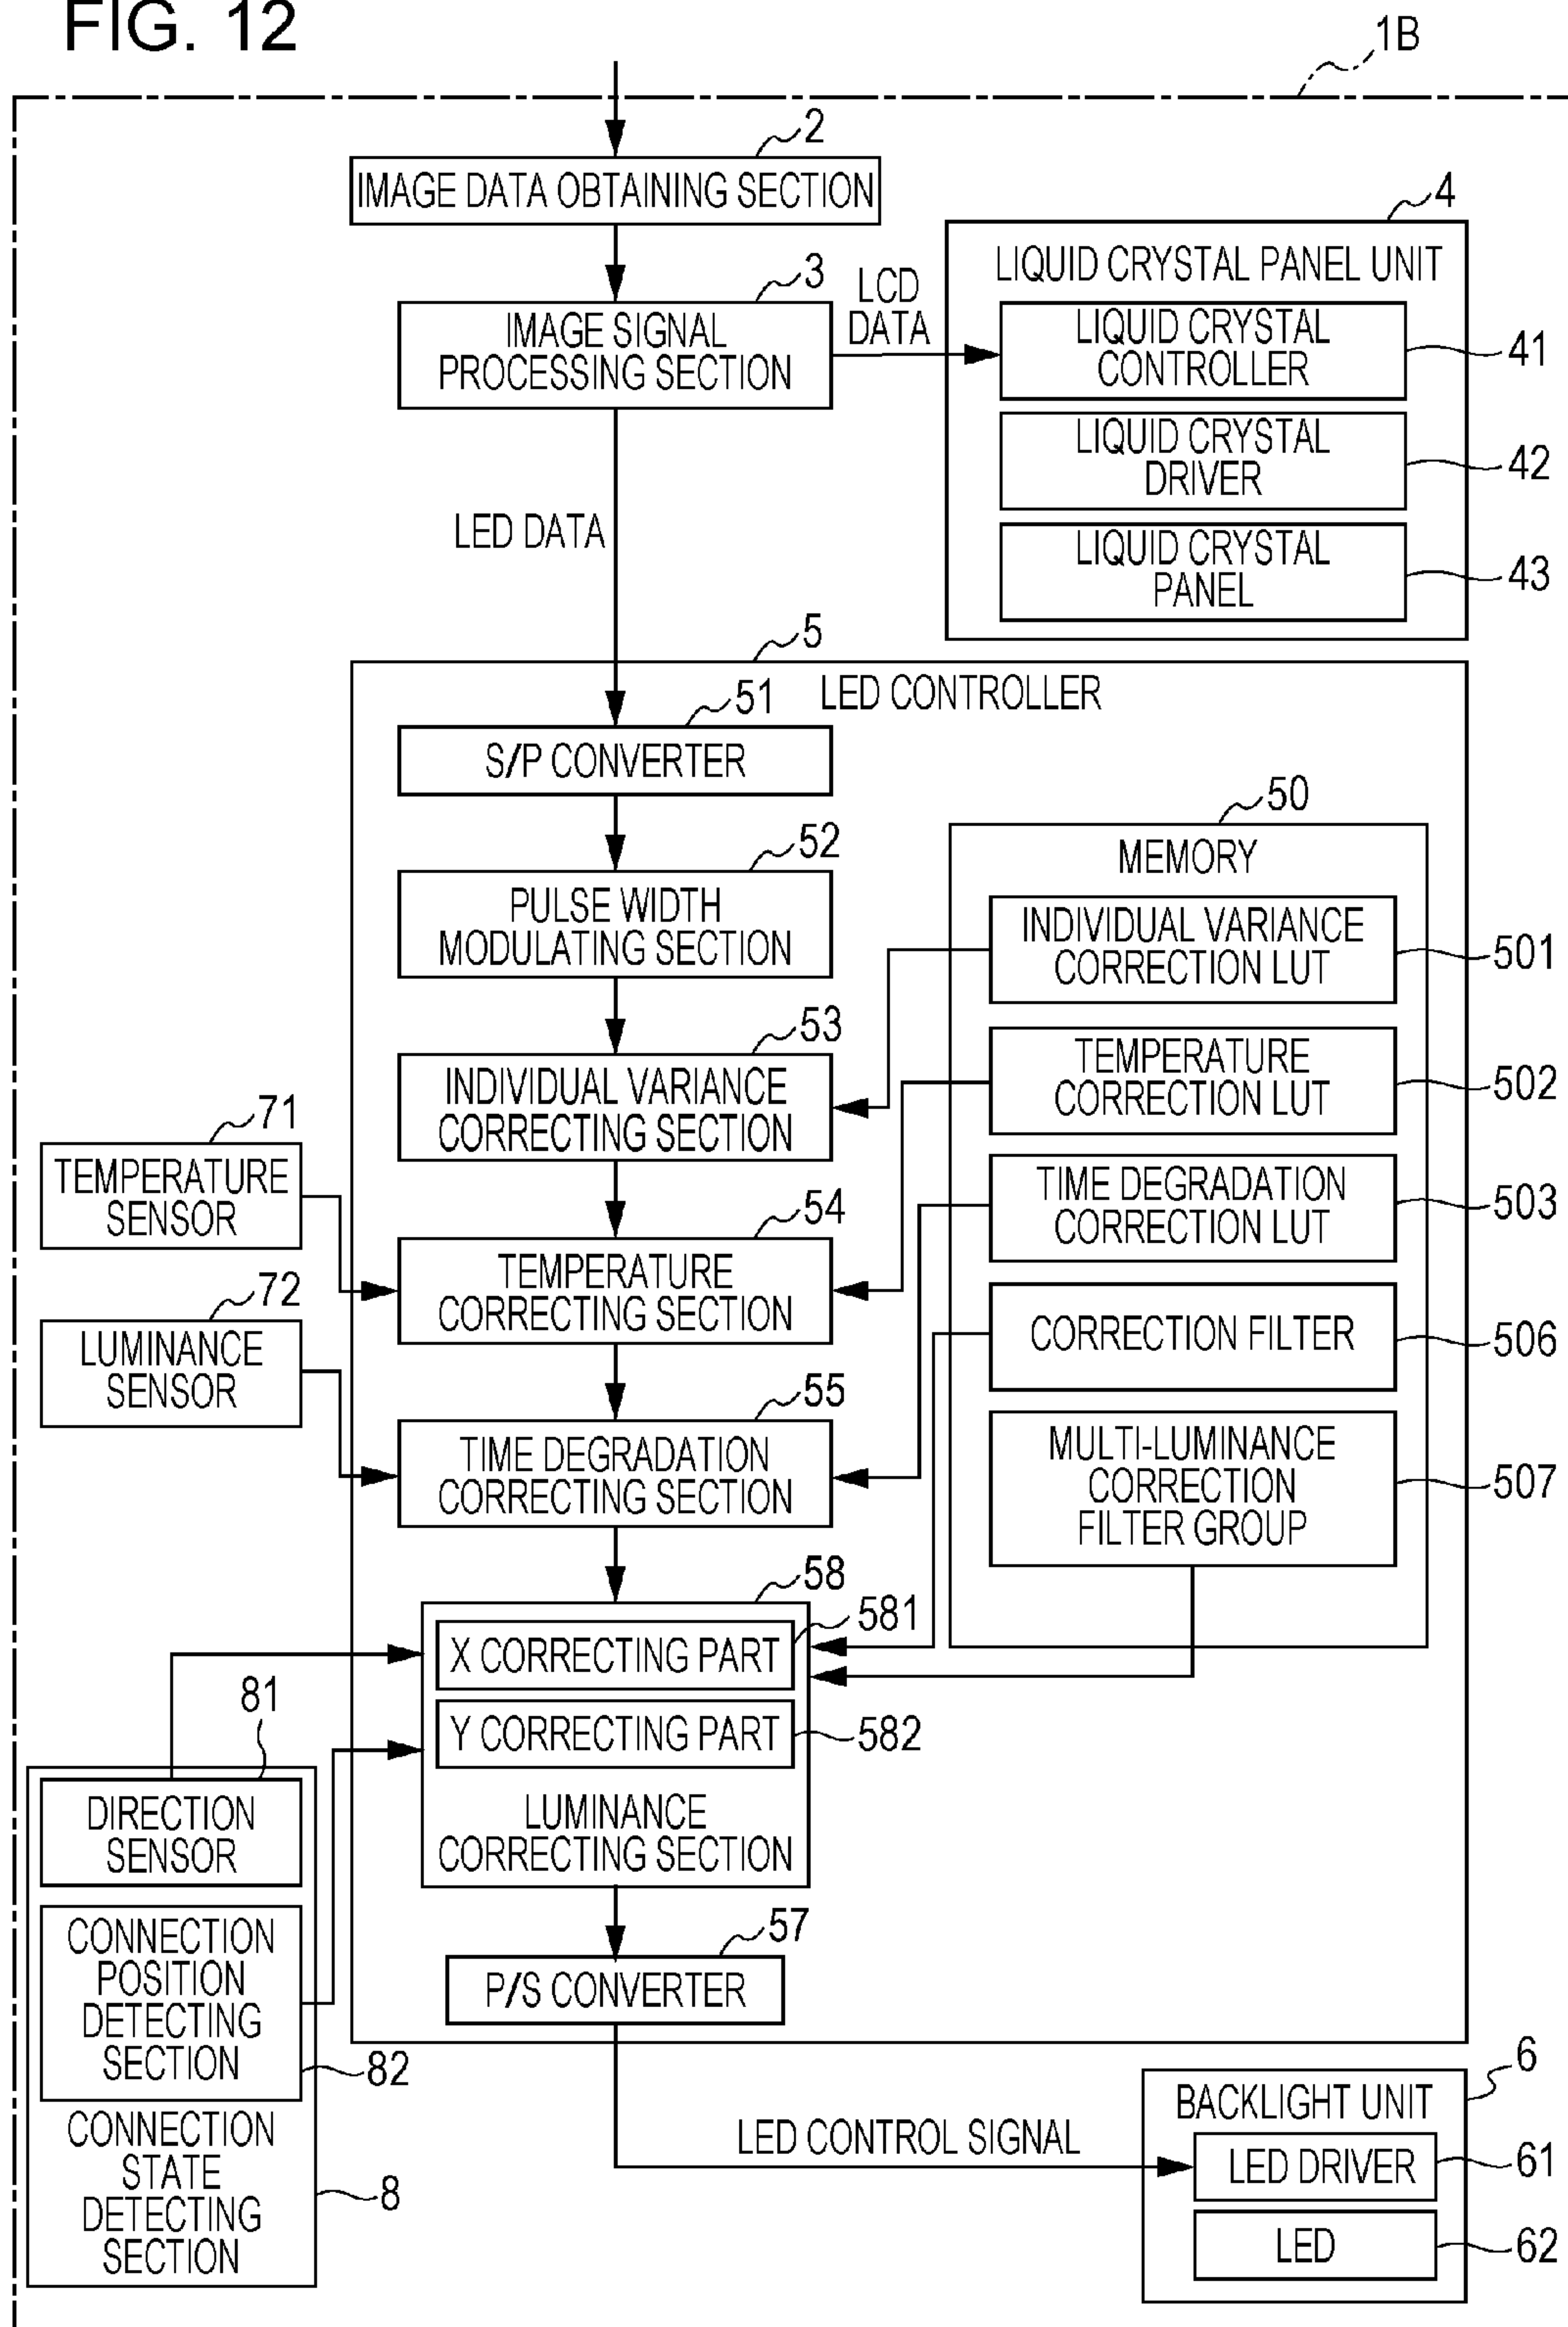 FIG. 12
1B
2
IMAGE DATA OBTAINING SECTION
3
IMAGE SIGNAL
PROCESSING SECTION
LCD
DATA
4
LIQUID CRYSTAL PANEL UNIT
LIQUID CRYSTAL
CONTROLLER
41
LIQUID CRYSTAL
DRIVER
42
LIQUID CRYSTAL
PANEL
43
LED DATA
5
LED CONTROLLER
51
S/P CONVERTER
52
PULSE WIDTH
MODULATING SECTION
53
INDIVIDUAL VARIANCE
CORRECTING SECTION
54
TEMPERATURE
CORRECTING SECTION
55
TIME DEGRADATION
CORRECTING SECTION
50
MEMORY
INDIVIDUAL VARIANCE
CORRECTION LUT
501
TEMPERATURE
CORRECTION LUT
502
TIME DEGRADATION
CORRECTION LUT
503
CORRECTION FILTER
506
MULTI-LUMINANCE
CORRECTION
FILTER GROUP
507
71
TEMPERATURE
SENSOR
72
LUMINANCE
SENSOR
58
581
X CORRECTING PART
Y CORRECTING PART
582
LUMINANCE
CORRECTING SECTION
81
DIRECTION
SENSOR
CONNECTION
POSITION
DETECTING
SECTION
82
CONNECTION
STATE
DETECTING
SECTION
8
57
P/S CONVERTER
LED CONTROL SIGNAL
6
BACKLIGHT UNIT
LED DRIVER
61
LED
62